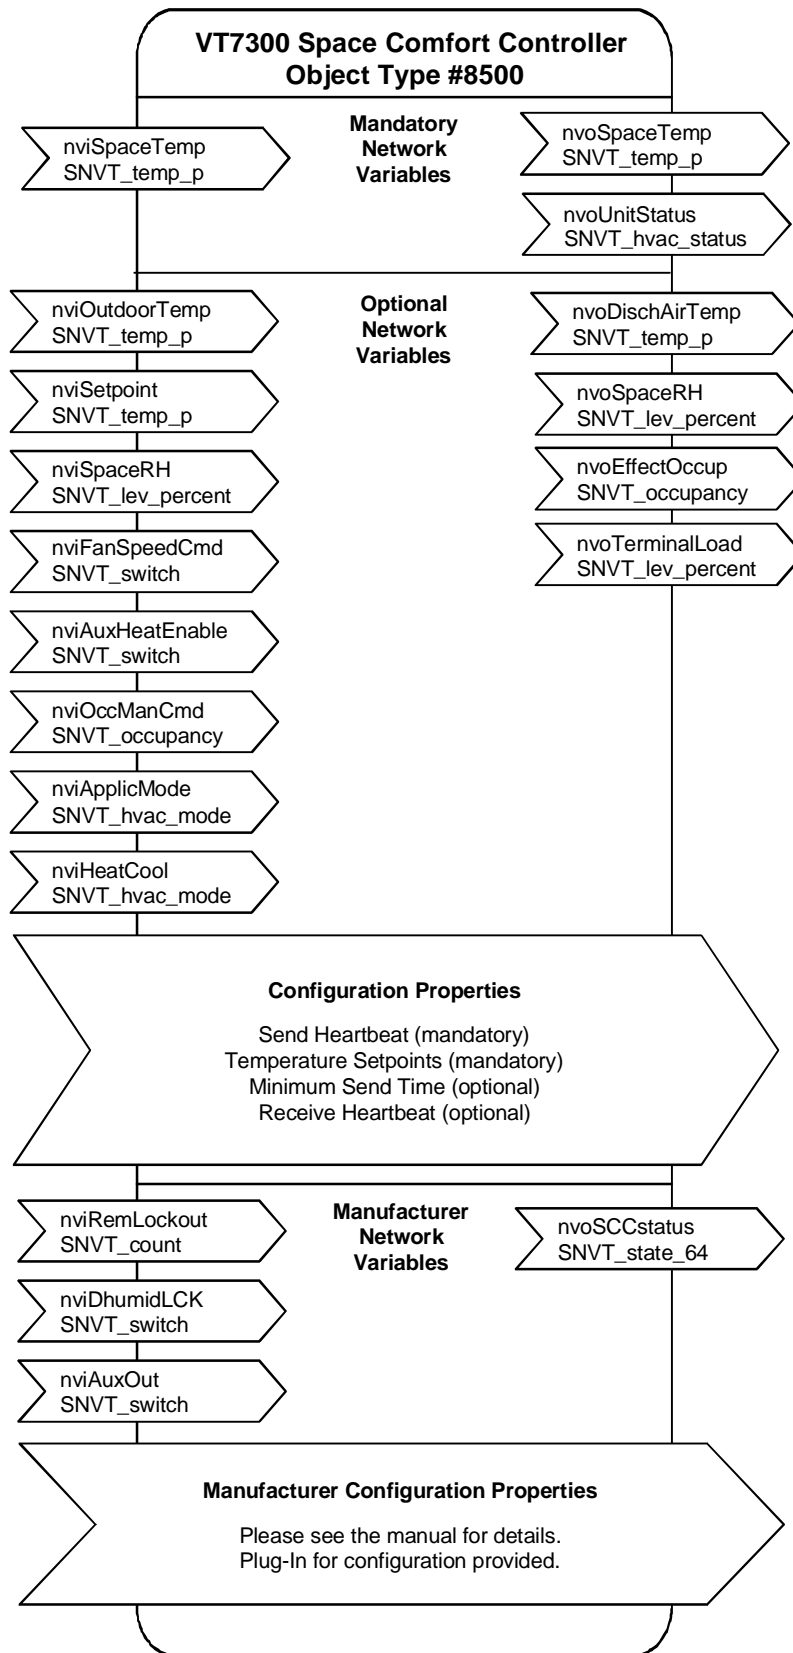 VT7300 Space Comfort Controller
Object Type #8500
Mandatory
Network
Variables
nviSpaceTemp
SNVT_temp_p
nvoSpaceTemp
SNVT_temp_p
nvoUnitStatus
SNVT_hvac_status
Optional
Network
Variables
nviOutdoorTemp
SNVT_temp_p
nviSetpoint
SNVT_temp_p
nviSpaceRH
SNVT_lev_percent
nviFanSpeedCmd
SNVT_switch
nviAuxHeatEnable
SNVT_switch
nviOccManCmd
SNVT_occupancy
nviApplicMode
SNVT_hvac_mode
nviHeatCool
SNVT_hvac_mode
nvoDischAirTemp
SNVT_temp_p
nvoSpaceRH
SNVT_lev_percent
nvoEffectOccup
SNVT_occupancy
nvoTerminalLoad
SNVT_lev_percent
Configuration Properties
Send Heartbeat (mandatory)
Temperature Setpoints (mandatory)
Minimum Send Time (optional)
Receive Heartbeat (optional)
Manufacturer
Network
Variables
nviRemLockout
SNVT_count
nviDhumidLCK
SNVT_switch
nviAuxOut
SNVT_switch
nvoSCCstatus
SNVT_state_64
Manufacturer Configuration Properties
Please see the manual for details.
Plug-In for configuration provided.